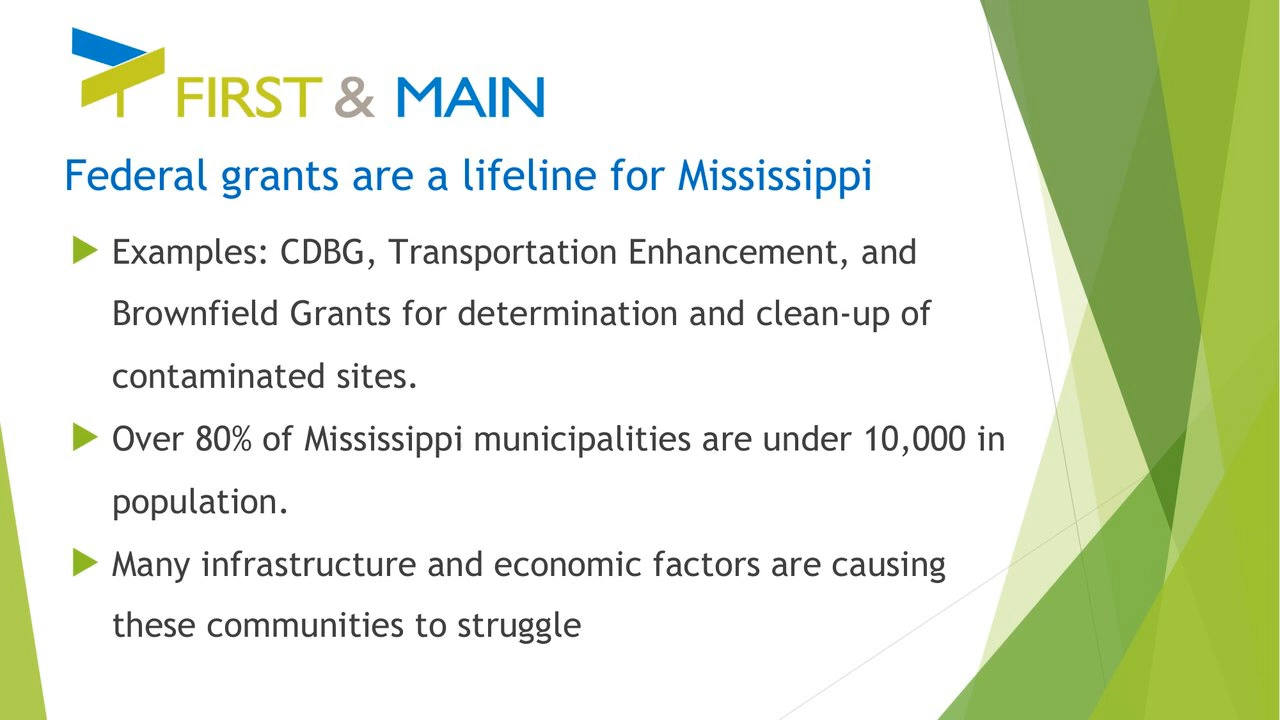 FIRST & MAIN
Federal grants are a lifeline for Mississippi
Examples: CDBG, Transportation Enhancement, and
Brownfield Grants for determination and clean-up of
contaminated sites.
Over 80% of Mississippi municipalities are under 10,000 in
population.
Many infrastructure and economic factors are causing
these communities to struggle